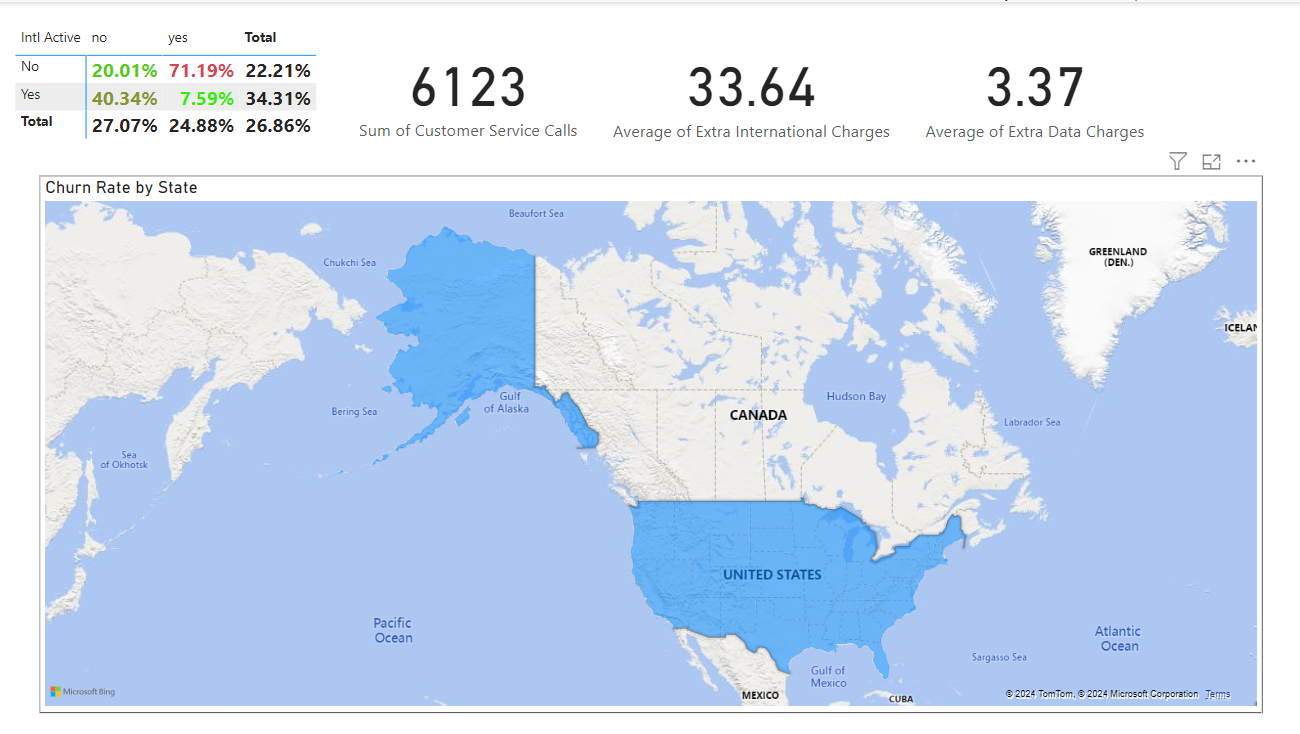 Intl Active no yes Total
No 20.01% 71.19% 22.21%
Yes 40.34% 7.59% 34.31%
Total 27.07% 24.88% 26.86%
6123
Sum of Customer Service Calls
33.64
Average of Extra International Charges
3.37
Average of Extra Data Charges
Churn Rate by State
Beaufort Sea
Chukchi Sea
GREENLAND
(DEN.)
ICELAN
Bering Sea
Gulf
of Alaska
CANADA
Hudson Bay
Labrador Sea
Sea
of Okhotsk
UNITED STATES
Pacific
Ocean
Atlantic
Ocean
Sargasso Sea
Gulf of
Mexico
MEXICO
CUBA
Microsoft Bing
© 2024 TomTom, © 2024 Microsoft Corporation Terms